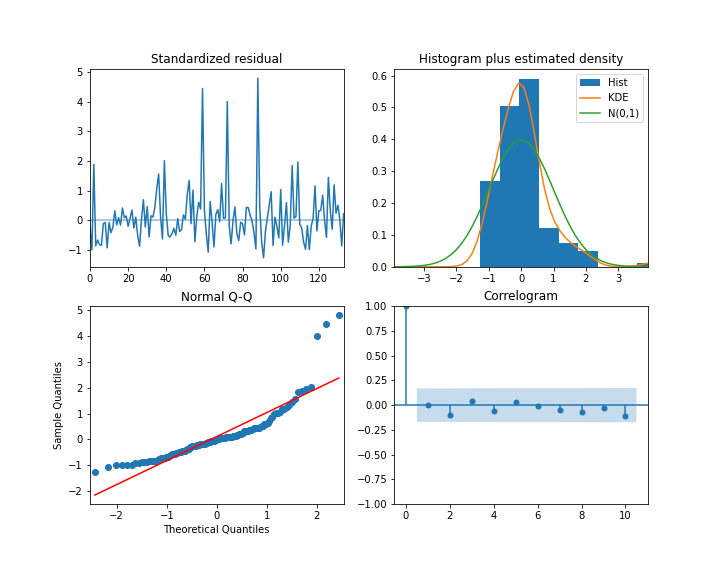 Standardized residual
5
4
3
2
1
0
−1
0 20 40 60 80 100 120
Histogram plus estimated density
0.6
0.5
0.4
0.3
0.2
0.1
0.0
−3 −2 −1 0 1 2 3
Hist
KDE
N(0,1)
Normal Q-Q
Sample Quantiles
5
4
3
2
1
0
−1
−2
−2 −1 0 1 2
Theoretical Quantiles
Correlogram
1.00
0.75
0.50
0.25
0.00
−0.25
−0.50
−0.75
−1.00
0 2 4 6 8 10